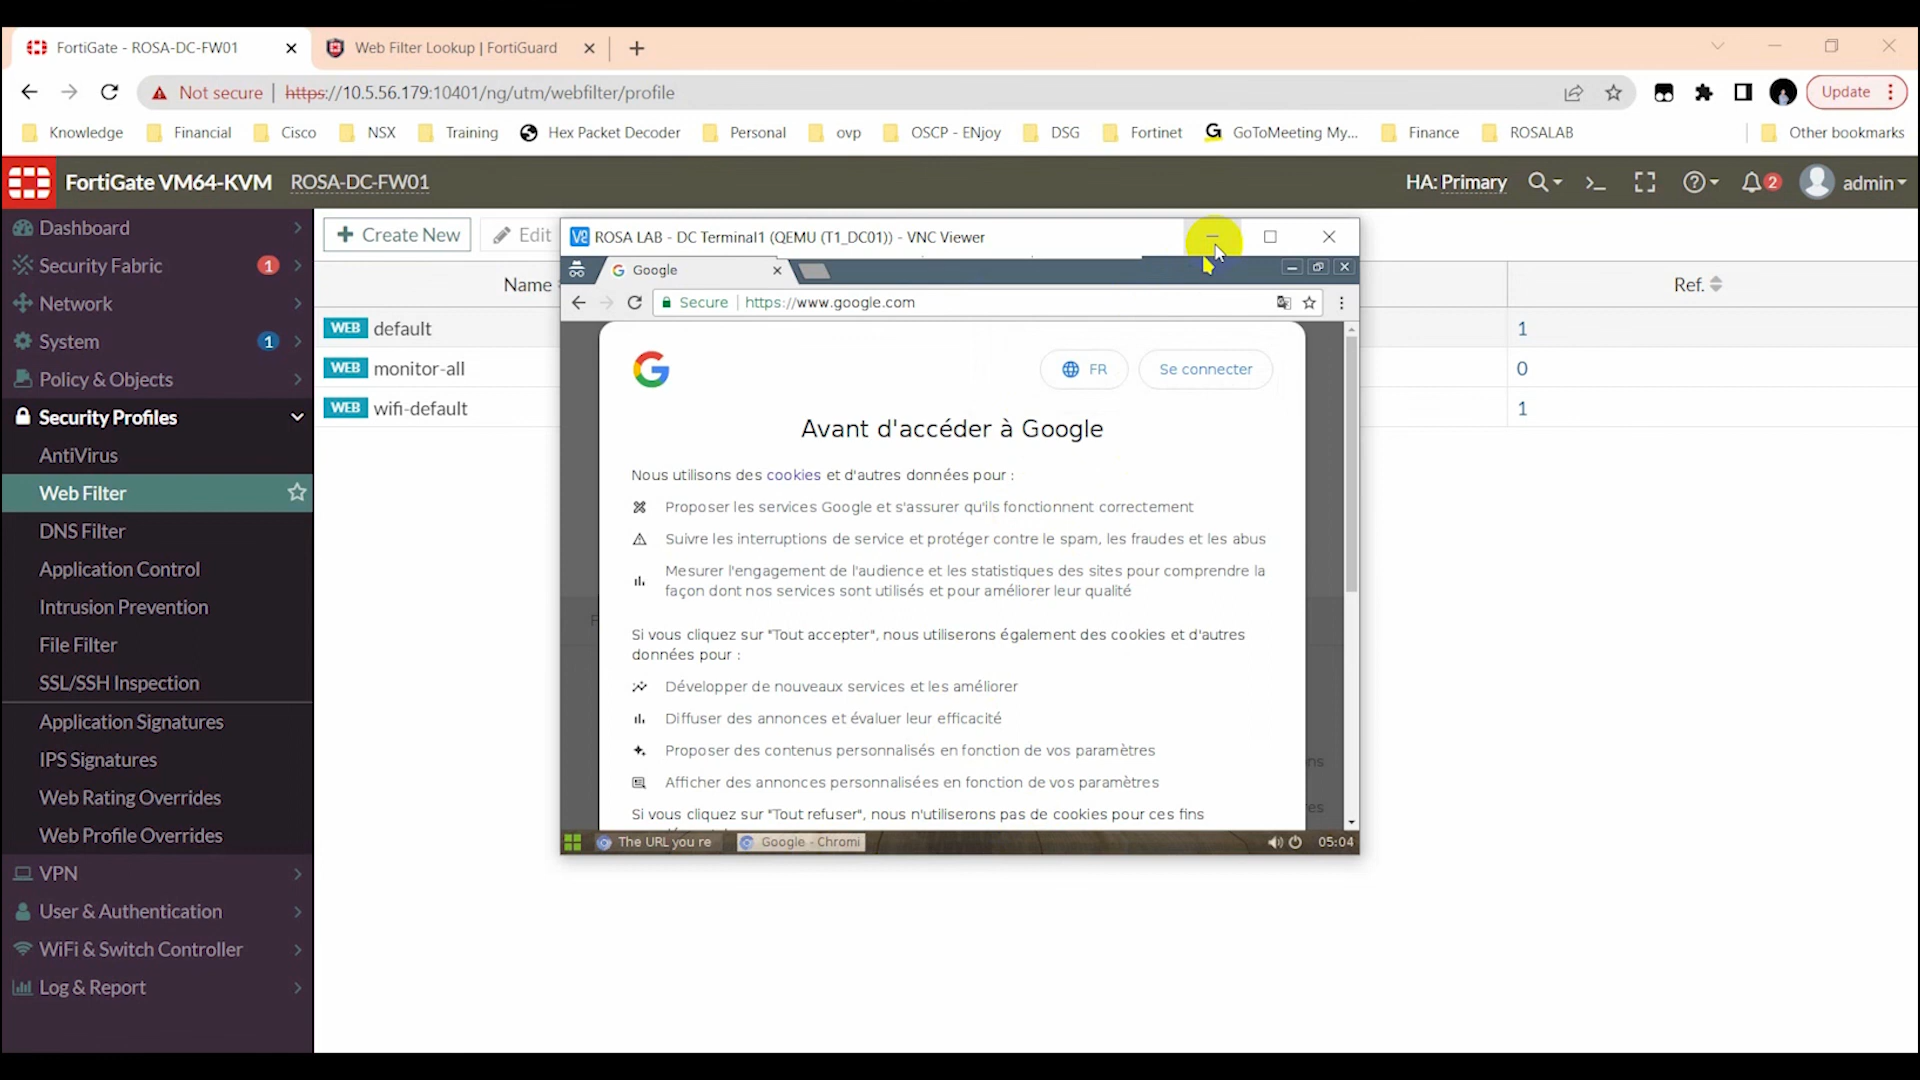 FortiGate - ROSA-DC-FW01
Web Filter Lookup | FortiGuard
Not secure | https://10.5.56.179:10401/ng/utm/webfilter/profile
Update
Knowledge
Financial
Cisco
NSX
Training
Hex Packet Decoder
Personal
ovp
OSCP - ENjoy
DSG
Fortinet
GoToMeeting My...
Finance
ROSALAB
Other bookmarks
FortiGate VM64-KVM
ROSA-DC-FW01
HA: Primary
2
admin
Dashboard
Security Fabric
1
Network
System
1
Policy & Objects
Security Profiles
AntiVirus
Web Filter
DNS Filter
Application Control
Intrusion Prevention
File Filter
SSL/SSH Inspection
Application Signatures
IPS Signatures
Web Rating Overrides
Web Profile Overrides
VPN
User & Authentication
WiFi & Switch Controller
Log & Report
+ Create New
Edit
Name
Ref.
WEB default
1
WEB monitor-all
0
WEB wifi-default
1
V2 ROSA LAB - DC Terminal1 (QEMU (T1_DC01)) - VNC Viewer
Google
Secure | https://www.google.com
G
FR
Se connecter
Avant d'accéder à Google
Nous utilisons des cookies et d'autres données pour :
Proposer les services Google et s'assurer qu'ils fonctionnent correctement
Suivre les interruptions de service et protéger contre le spam, les fraudes et les abus
Mesurer l'engagement de l'audience et les statistiques des sites pour comprendre la
façon dont nos services sont utilisés et pour améliorer leur qualité
Si vous cliquez sur "Tout accepter", nous utiliserons également des cookies et d'autres
données pour :
Développer de nouveaux services et les améliorer
Diffuser des annonces et évaluer leur efficacité
Proposer des contenus personnalisés en fonction de vos paramètres
Afficher des annonces personnalisées en fonction de vos paramètres
Si vous cliquez sur "Tout refuser", nous n'utiliserons pas de cookies pour ces fins
The URL you re
Google - Chromi
05:04